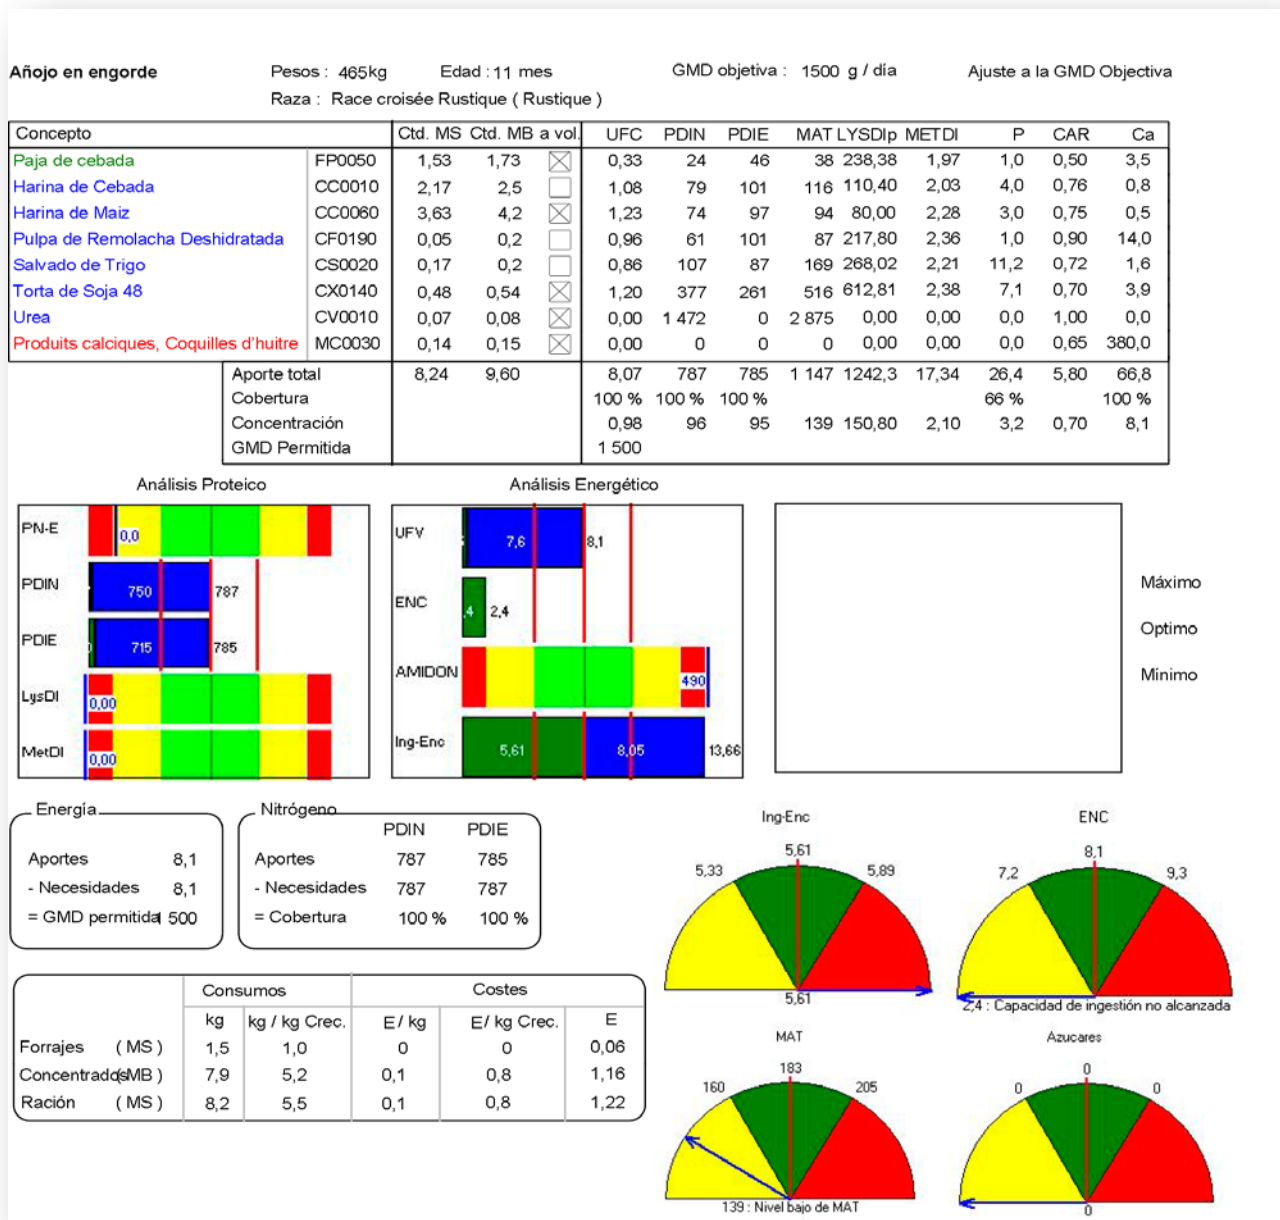 Añojo en engorde Pesos : 465kg Edad : 11 mes GMD objetiva : 1500 g / día Ajuste a la GMD Objectiva
Raza : Race croisée Rustique ( Rustique )
Concepto Ctd. MS Ctd. MB a vol. UFC PDIN PDIE MAT LYSDIp METDI P CAR Ca
Paja de cebada FP0050 1,53 1,73 0,33 24 46 38 238,38 1,97 1,0 0,50 3,5
Harina de Cebada CC0010 2,17 2,5 1,08 79 101 116 110,40 2,03 4,0 0,76 0,8
Harina de Maiz CC0060 3,63 4,2 1,23 74 97 94 80,00 2,28 3,0 0,75 0,5
Pulpa de Remolacha Deshidratada CF0190 0,05 0,2 0,96 61 101 87 217,80 2,36 1,0 0,90 14,0
Salvado de Trigo CS0020 0,17 0,2 0,86 107 87 169 268,02 2,21 11,2 0,72 1,6
Torta de Soja 48 CX0140 0,48 0,54 1,20 377 261 516 612,81 2,38 7,1 0,70 3,9
Urea CV0010 0,07 0,08 0,00 1 472 0 2 875 0,00 0,00 0,0 1,00 0,0
Produits calciques, Coquilles d'huitre MC0030 0,14 0,15 0,00 0 0 0 0,00 0,00 0,0 0,65 380,0
Aporte total 8,24 9,60 8,07 787 785 1 147 1242,3 17,34 26,4 5,80 66,8
Cobertura 100 % 100 % 100 % 66 % 100 %
Concentración 0,98 96 95 139 150,80 2,10 3,2 0,70 8,1
GMD Permitida 1 500
Análisis Proteico
PN-E 0,0
PDIN 750 787
PDIE 715 785
LysDI 0,00
MetDI 0,00
Análisis Energético
UFV 7,6 8,1
ENC ,4 2,4
AMIDON 490
Ing-Enc 5,61 8,05 13,66
Máximo
Optimo
Minimo
Energía
Aportes 8,1
- Necesidades 8,1
= GMD permitida 1 500
Nitrógeno
PDIN PDIE
Aportes 787 785
- Necesidades 787 787
= Cobertura 100 % 100 %
Ing-Enc
5,61
5,33 5,89
5,61
ENC
8,1
7,2 9,3
2,4 : Capacidad de ingestión no alcanzada
Consumos Costes
kg kg / kg Crec. E / kg E / kg Crec. E
Forrajes ( MS ) 1,5 1,0 0 0 0,06
Concentrados(MB ) 7,9 5,2 0,1 0,8 1,16
Ración ( MS ) 8,2 5,5 0,1 0,8 1,22
MAT
183
160 205
139 : Nivel bajo de MAT
Azucares
0
0 0
0